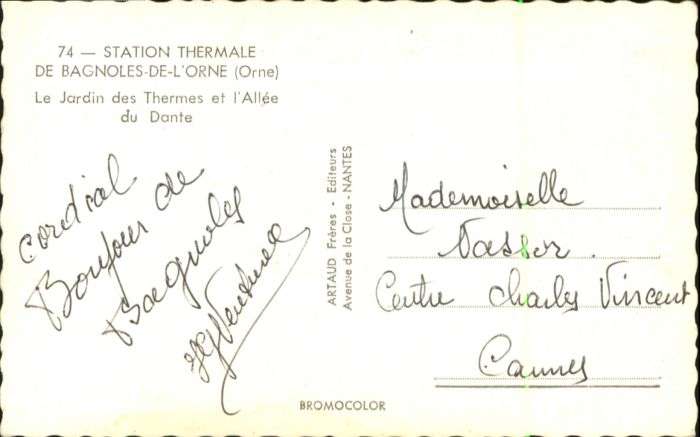 74 — STATION THERMALE
DE BAGNOLES-DE-L'ORNE (Orne)
Le Jardin des Thermes et l'Allée
du Dante
cordial
Bonjour de
Bagnoles
ARTAUD Frères - Editeurs
Avenue de la Close - NANTES
Mademoiselle
Nasser.
Centre Charles Vincent
Cannes
BROMOCOLOR